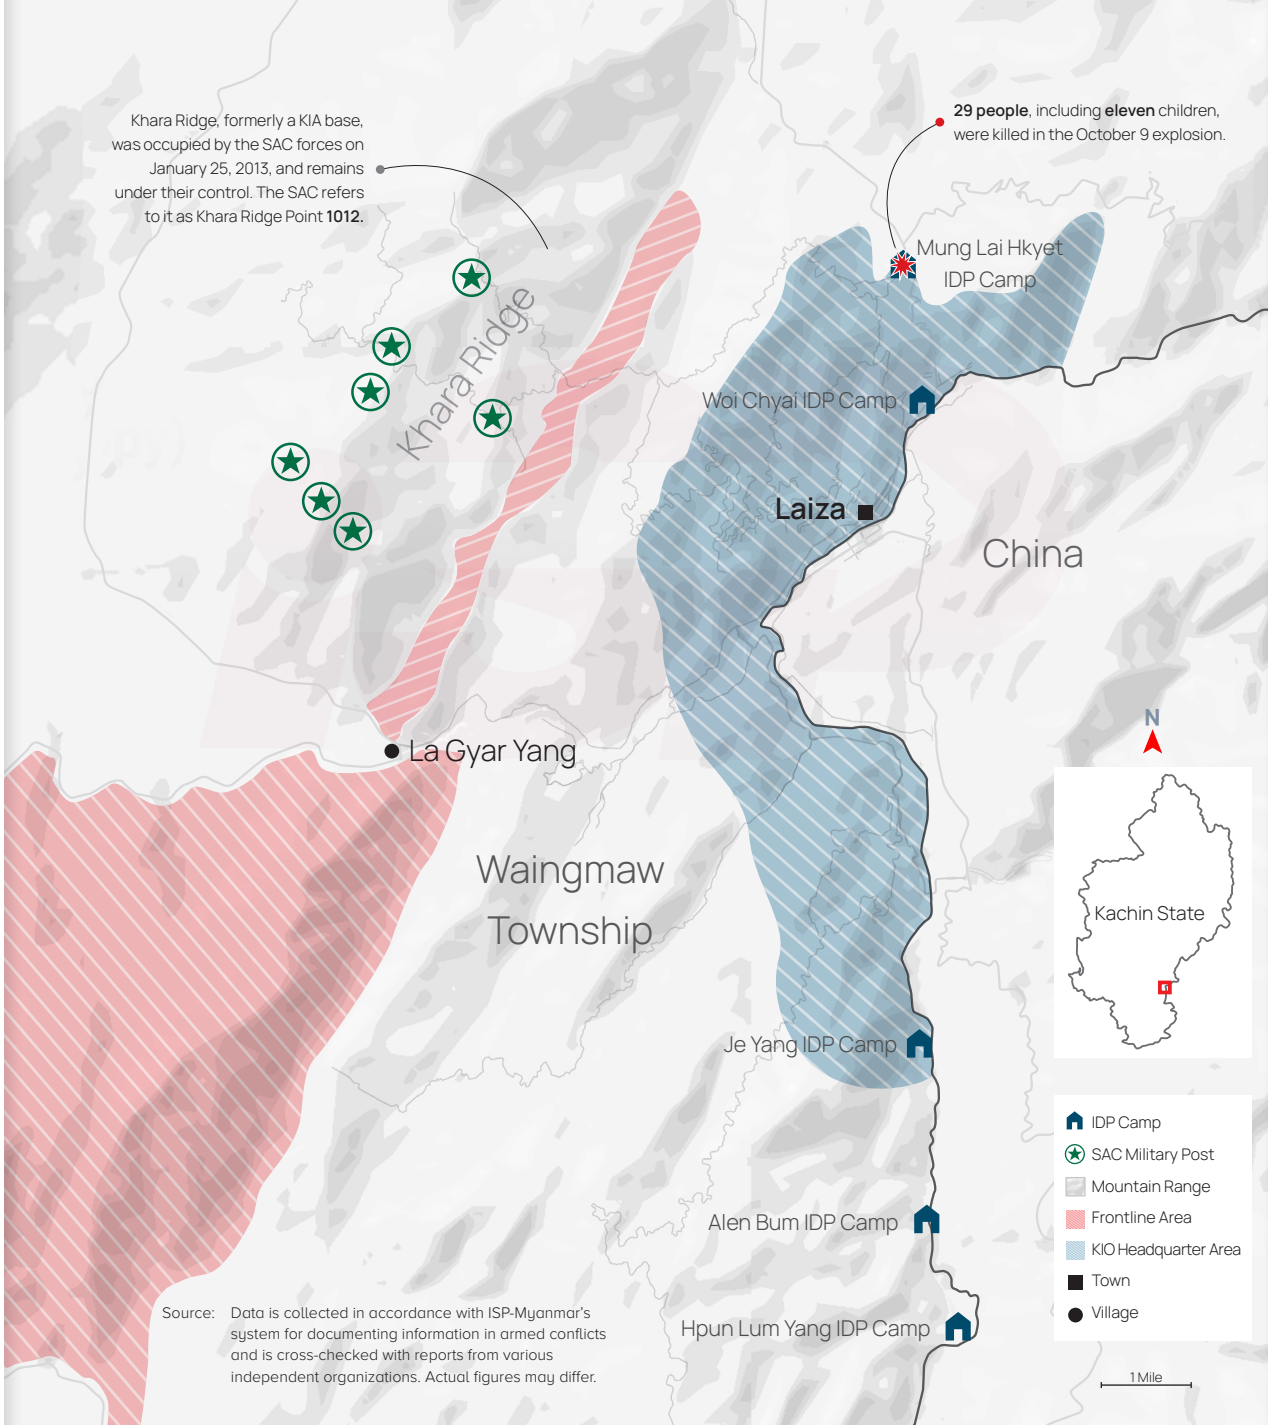 Khara Ridge, formerly a KIA base,
was occupied by the SAC forces on
January 25, 2013, and remains
under their control. The SAC refers
to it as Khara Ridge Point 1012.
29 people, including eleven children,
were killed in the October 9 explosion.
Mung Lai Hkyet
IDP Camp
Khara Ridge
Woi Chyai IDP Camp
Laiza
China
La Gyar Yang
Waingmaw
Township
N
Kachin State
Je Yang IDP Camp
Alen Bum IDP Camp
Hpun Lum Yang IDP Camp
IDP Camp
SAC Military Post
Mountain Range
Frontline Area
KIO Headquarter Area
Town
Village
1 Mile
Source: Data is collected in accordance with ISP-Myanmar's
system for documenting information in armed conflicts
and is cross-checked with reports from various
independent organizations. Actual figures may differ.